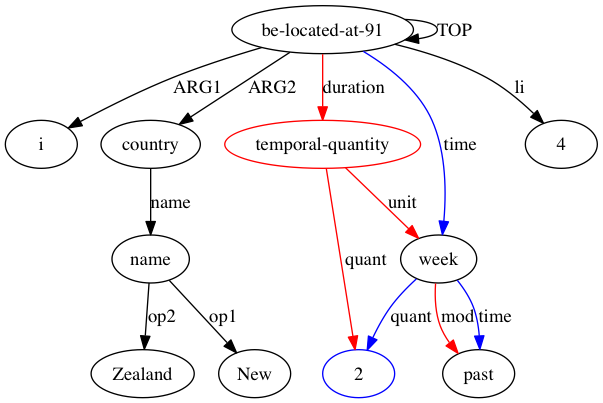 be-located-at-91
TOP
ARG1
ARG2
duration
li
i
country
temporal-quantity
time
4
name
unit
name
quant
week
op2
op1
quant
mod
time
Zealand
New
2
past